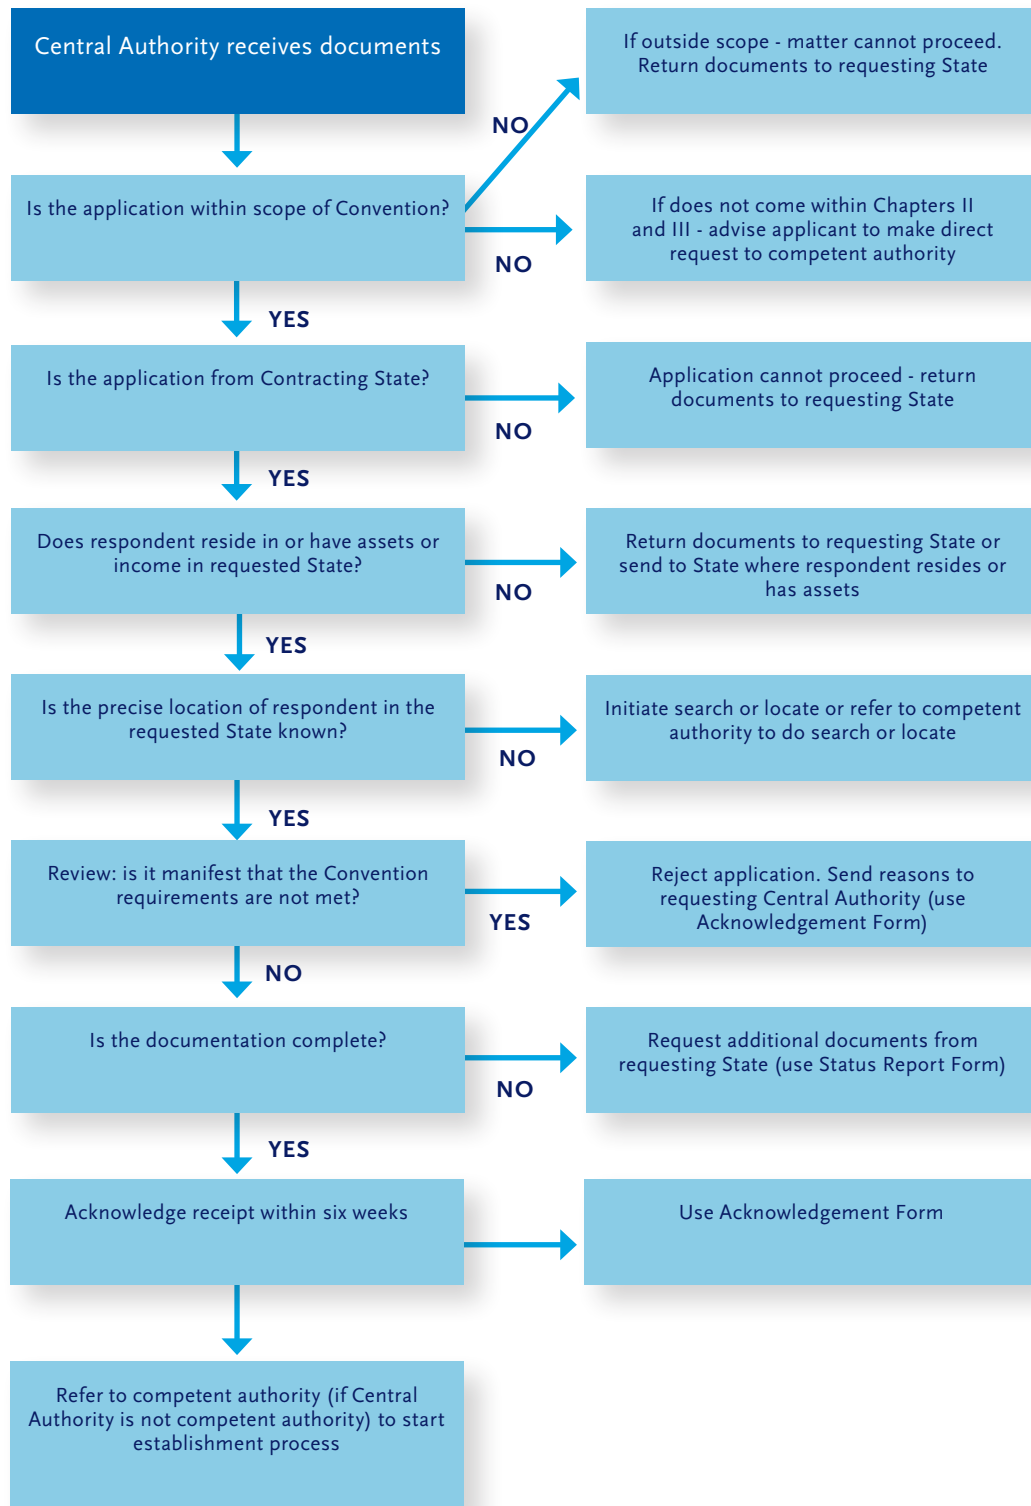 Central Authority receives documents
If outside scope - matter cannot proceed.
Return documents to requesting State
NO
Is the application within scope of Convention?
If does not come within Chapters II
and III - advise applicant to make direct
request to competent authority
NO
YES
Is the application from Contracting State?
Application cannot proceed - return
documents to requesting State
NO
YES
Does respondent reside in or have assets or
income in requested State?
Return documents to requesting State or
send to State where respondent resides or
has assets
NO
YES
Is the precise location of respondent in the
requested State known?
Initiate search or locate or refer to competent
authority to do search or locate
NO
YES
Review: is it manifest that the Convention
requirements are not met?
Reject application. Send reasons to
requesting Central Authority (use
Acknowledgement Form)
YES
NO
Is the documentation complete?
Request additional documents from
requesting State (use Status Report Form)
NO
YES
Acknowledge receipt within six weeks
Use Acknowledgement Form
Refer to competent authority (if Central
Authority is not competent authority) to start
establishment process